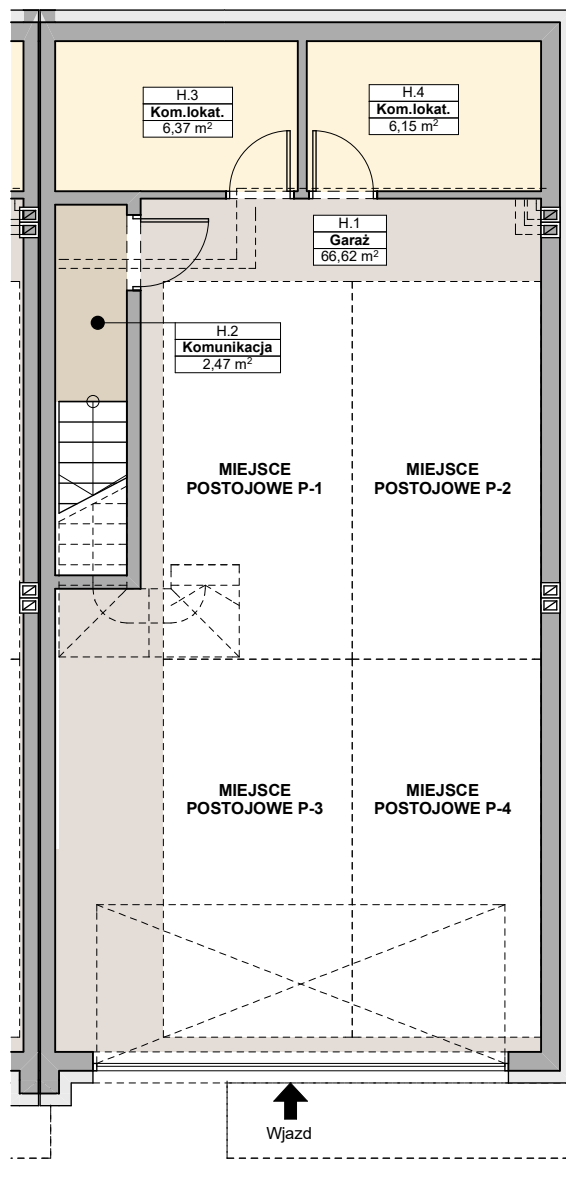 H.3
Kom.lokat.
6,37 m²
H.4
Kom.lokat.
6,15 m²
H.1
Garaż
66,62 m²
H.2
Komunikacja
2,47 m²
MIEJSCE
POSTOJOWE P-1
MIEJSCE
POSTOJOWE P-2
MIEJSCE
POSTOJOWE P-3
MIEJSCE
POSTOJOWE P-4
Wjazd